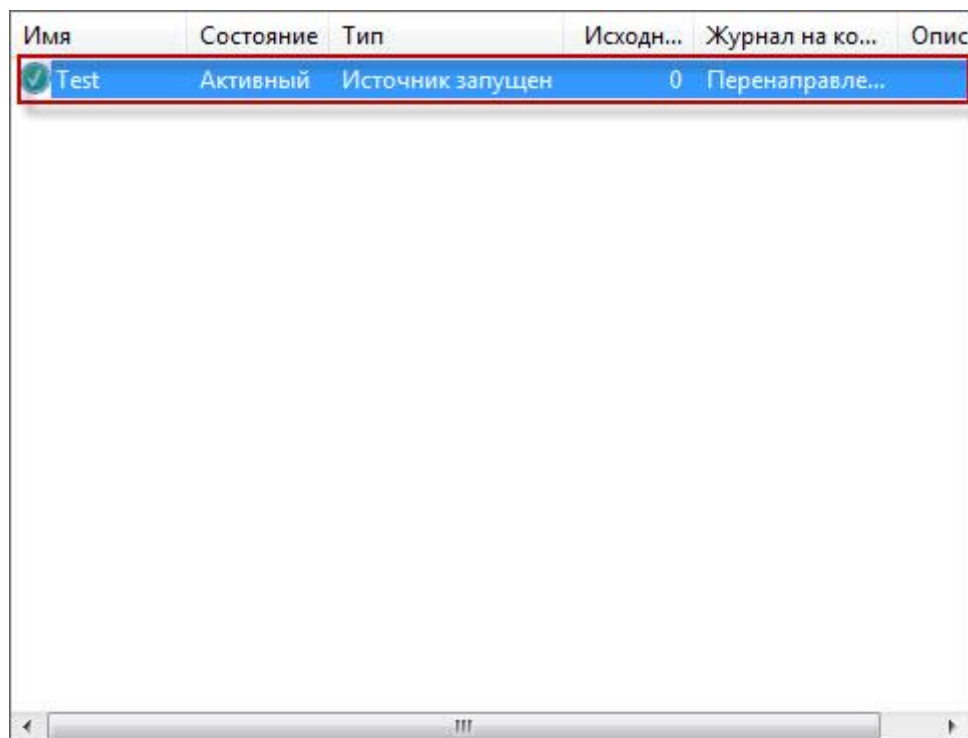 Имя Состояние Тип Исходн... Журнал на ко... Опис
Test Активный Источник запущен 0 Перенаправле...